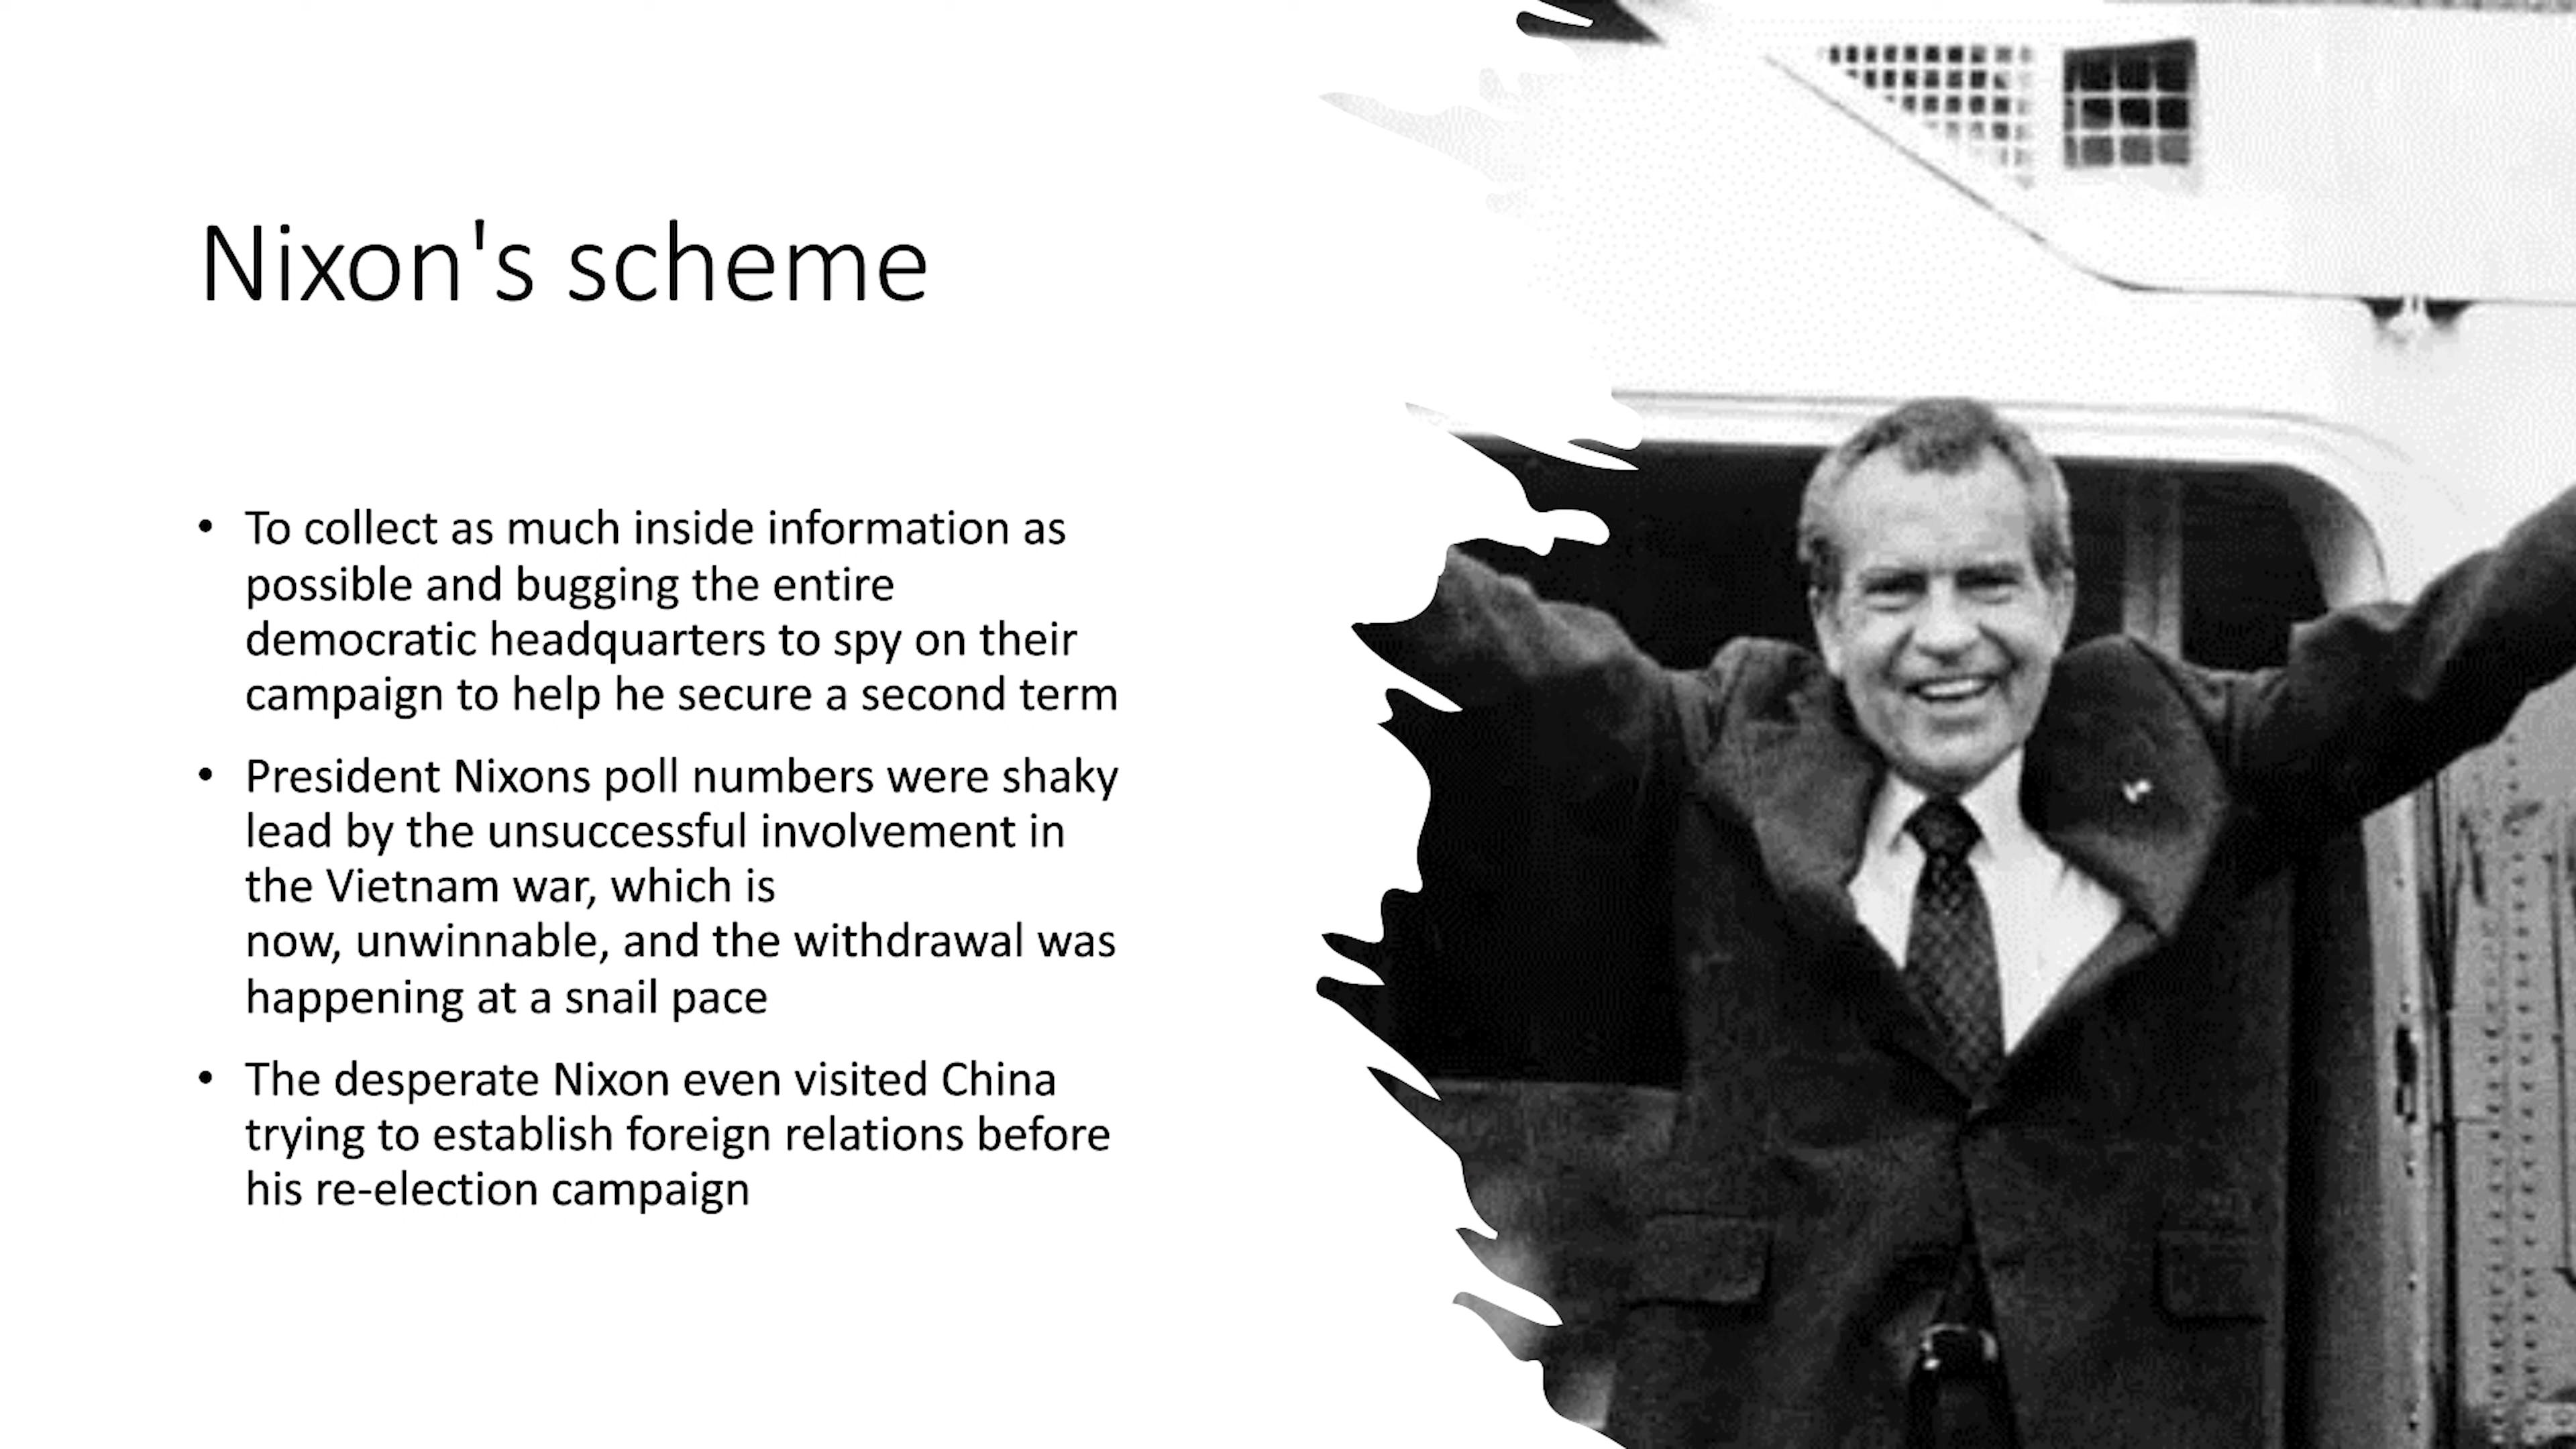 Nixon's scheme
• To collect as much inside information as
possible and bugging the entire
democratic headquarters to spy on their
campaign to help he secure a second term
• President Nixons poll numbers were shaky
lead by the unsuccessful involvement in
the Vietnam war, which is
now, unwinnable, and the withdrawal was
happening at a snail pace
• The desperate Nixon even visited China
trying to establish foreign relations before
his re-election campaign